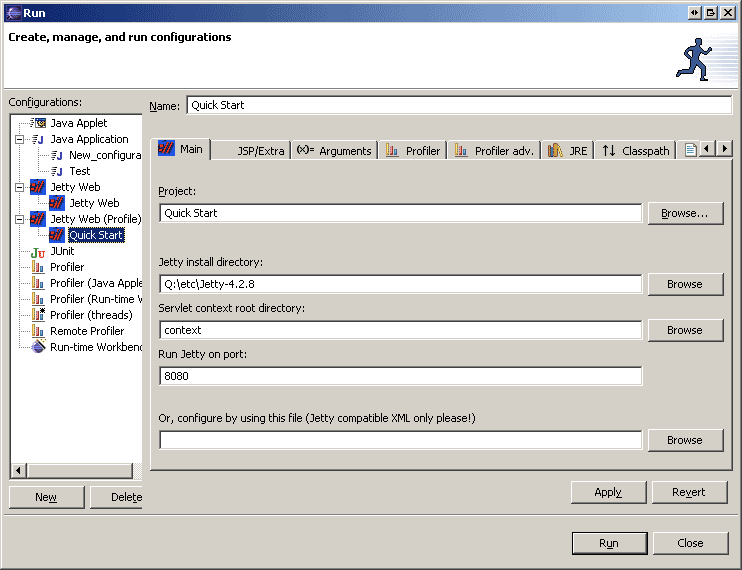 Run
Create, manage, and run configurations
Configurations:
Java Applet
Java Application
New_configura
Test
Jetty Web
Jetty Web
Jetty Web (Profile)
Quick Start
JUnit
Profiler
Profiler (Java Apple
Profiler (Run-time W
Profiler (threads)
Remote Profiler
Run-time Workbenc
New
Delete
Name: Quick Start
Main JSP/Extra (x)= Arguments Profiler Profiler adv. JRE Classpath
Project:
Quick Start
Browse...
Jetty install directory:
Q:\etc\Jetty-4.2.8
Browse
Servlet context root directory:
context
Browse
Run Jetty on port:
8080
Or, configure by using this file (Jetty compatible XML only please!)
Browse
Apply
Revert
Run
Close